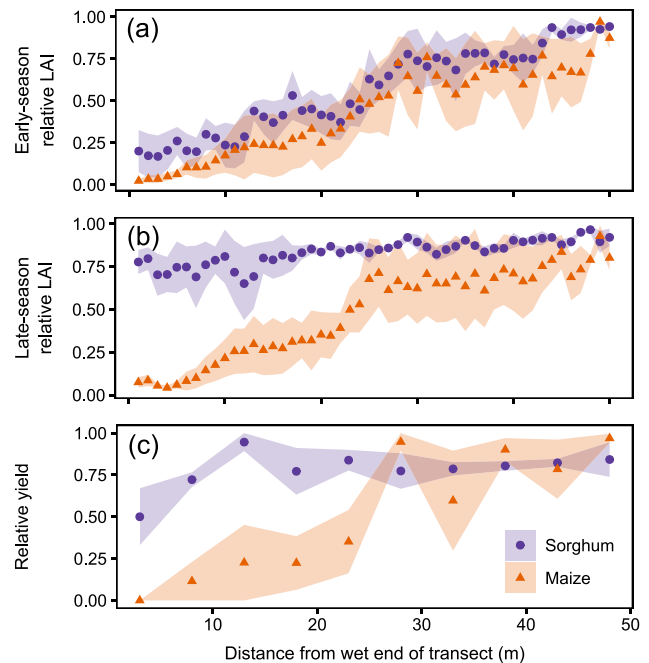 (a)
1.00
0.75
0.50
0.25
0.00
Early-season
relative LAI
(b)
1.00
0.75
0.50
0.25
0.00
Late-season
relative LAI
(c)
1.00
0.75
0.50
0.25
0.00
Relative yield
Sorghum
Maize
10 20 30 40 50
Distance from wet end of transect (m)